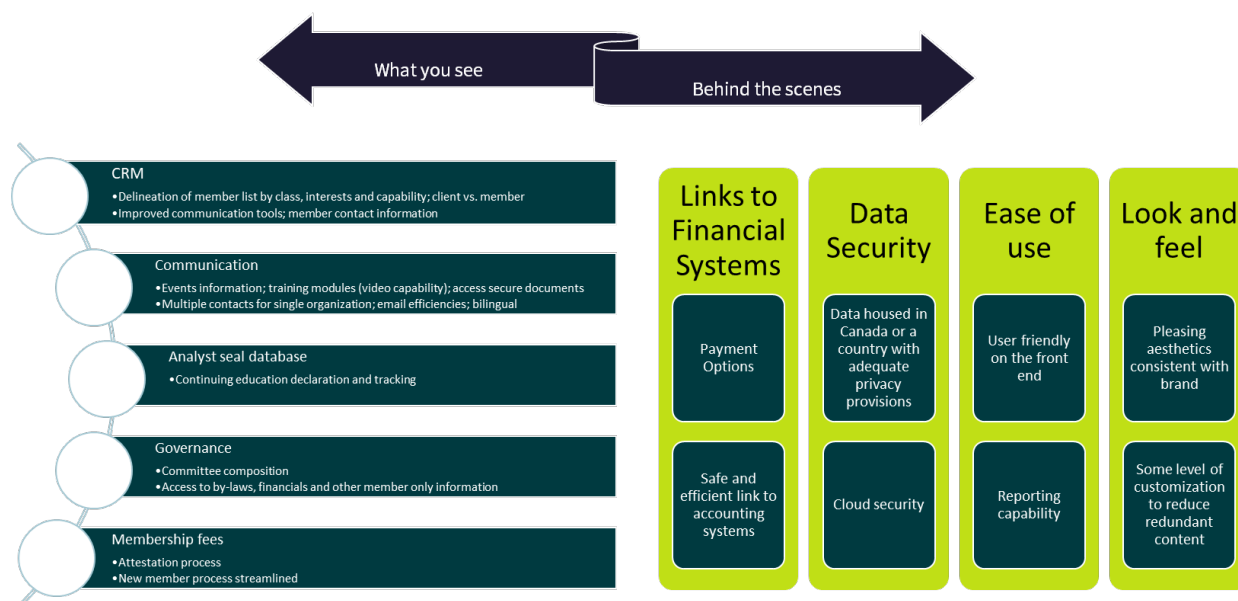 What you see
Behind the scenes
CRM
•Delineation of member list by class, interests and capability; client vs. member
•Improved communication tools; member contact information
Communication
•Events information; training modules (video capability); access secure documents
•Multiple contacts for single organization; email efficiencies; bilingual
Analyst seal database
•Continuing education declaration and tracking
Governance
•Committee composition
•Access to by-laws, financials and other member only information
Membership fees
•Attestation process
•New member process streamlined
Links to
Financial
Systems
Payment
Options
Safe and
efficient link to
accounting
systems
Data
Security
Data housed in
Canada or a
country with
adequate
privacy
provisions
Cloud security
Ease of
use
User friendly
on the front
end
Reporting
capability
Look and
feel
Pleasing
aesthetics
consistent with
brand
Some level of
customization
to reduce
redundant
content